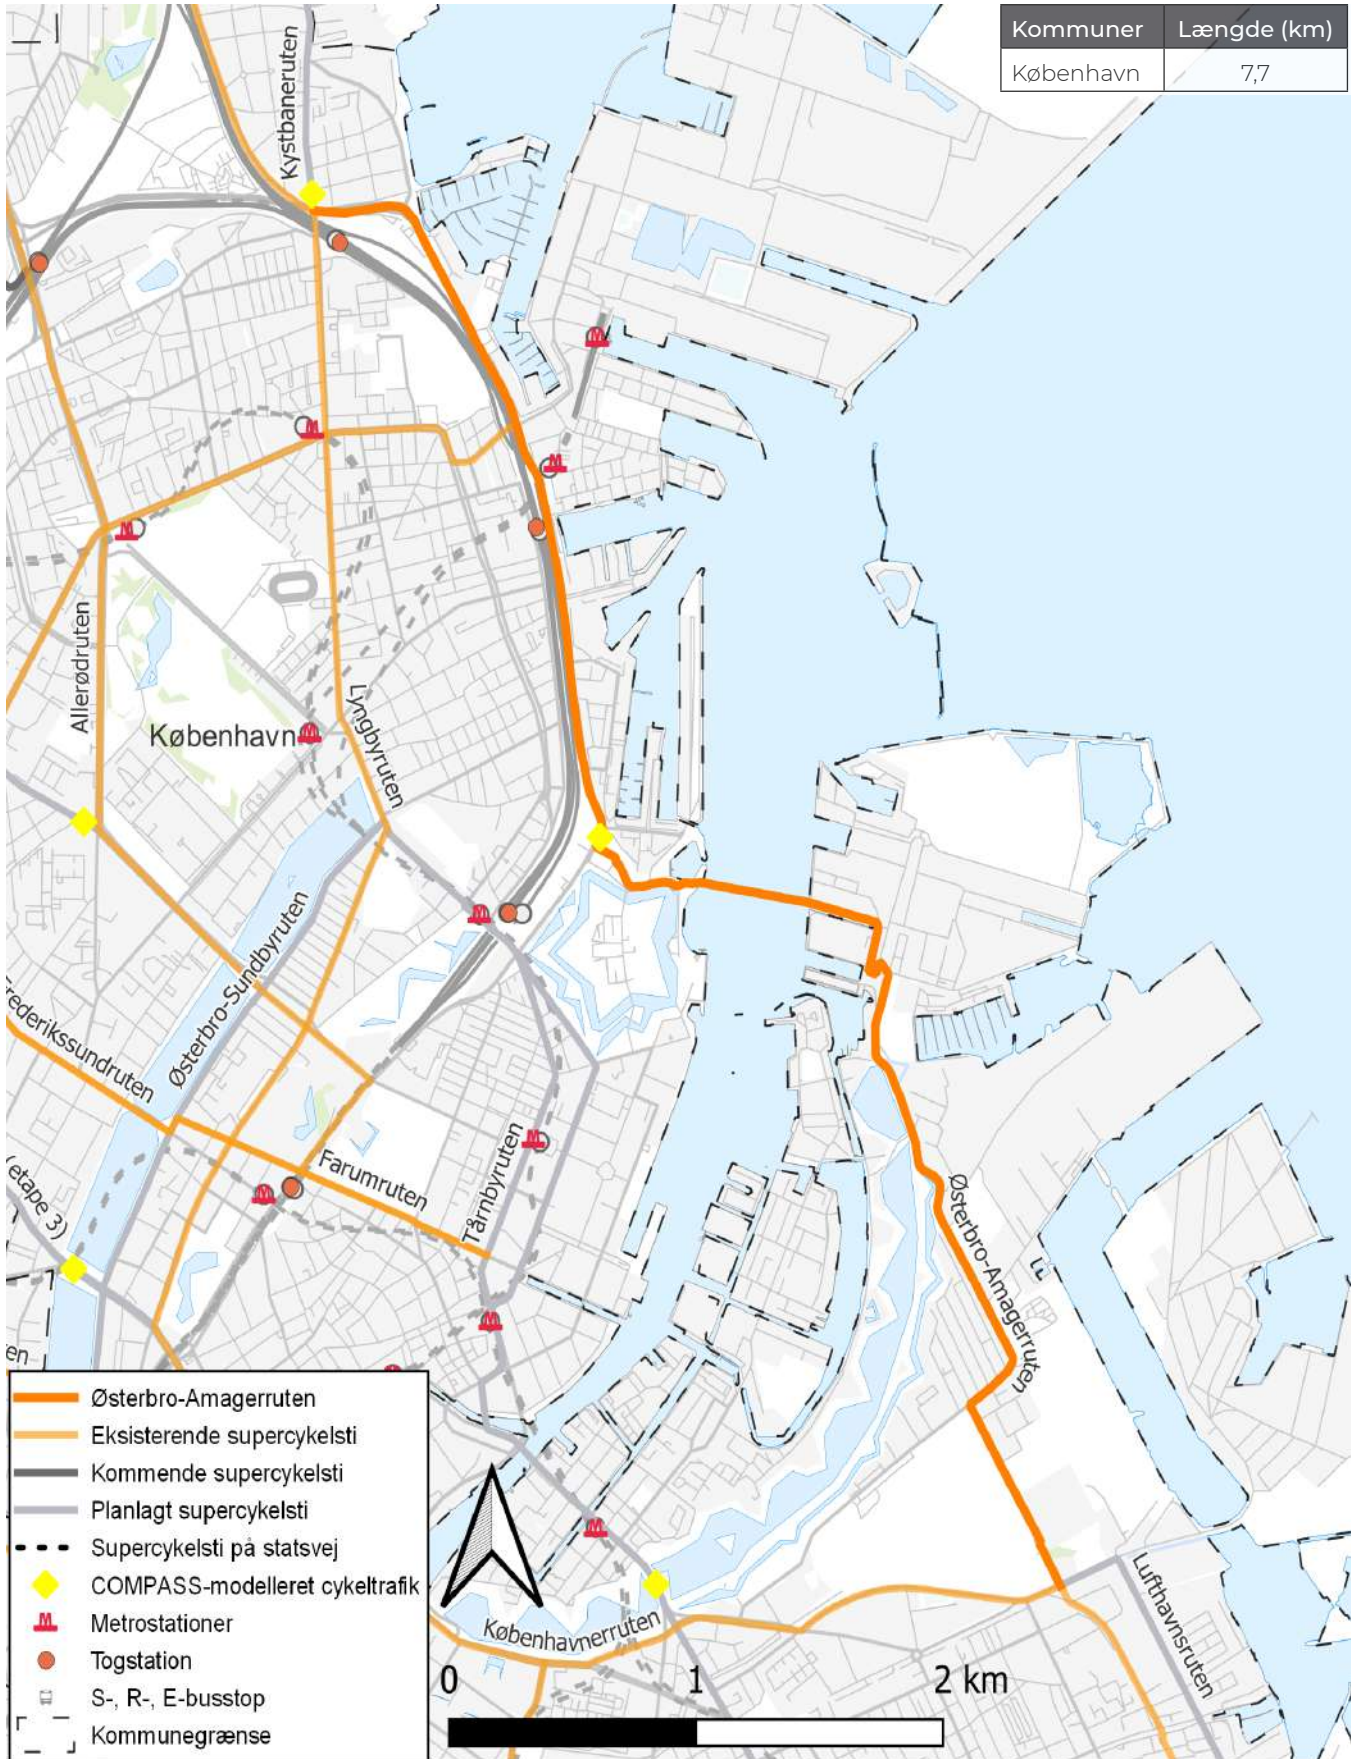 Kommuner Længde (km)
København 7,7
Kystbaneruten
Allerødruten
København
Lyngbyruten
Østerbro-Sundbyruten
Frederikssundruten
Farumruten
Tårnbyruten
(etape 3)
en
Østerbro-Amagerruten
Østerbro-Amagerruten
Eksisterende supercykelsti
Kommende supercykelsti
Planlagt supercykelsti
Supercykelsti på statsvej
COMPASS-modelleret cykeltrafik
Metrostationer
Togstation
S-, R-, E-busstop
Kommunegrænse
Københavnerruten
Lufthavnsruten
0 1 2 km